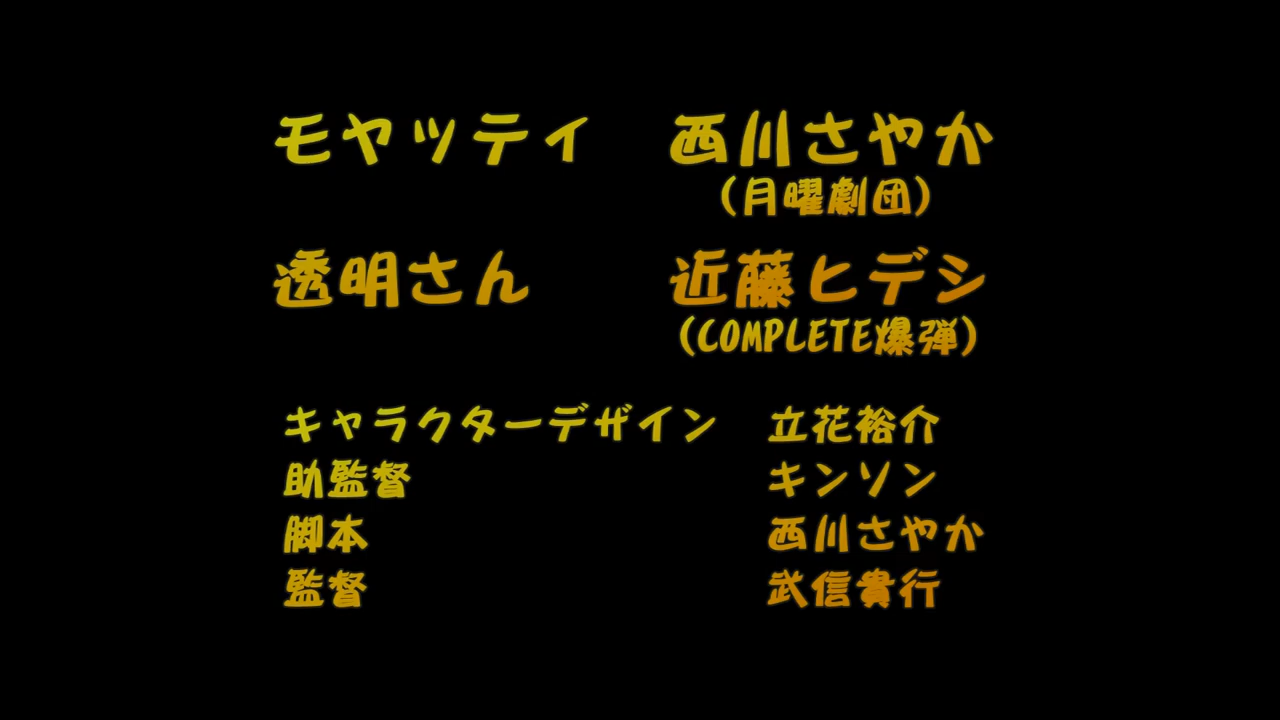 モヤッティ 西川さやか
(月曜劇団)
透明さん 近藤ヒデシ
(COMPLETE爆弾)
キャラクターデザイン 立花裕介
助監督 キンソン
脚本 西川さやか
監督 武信貴行